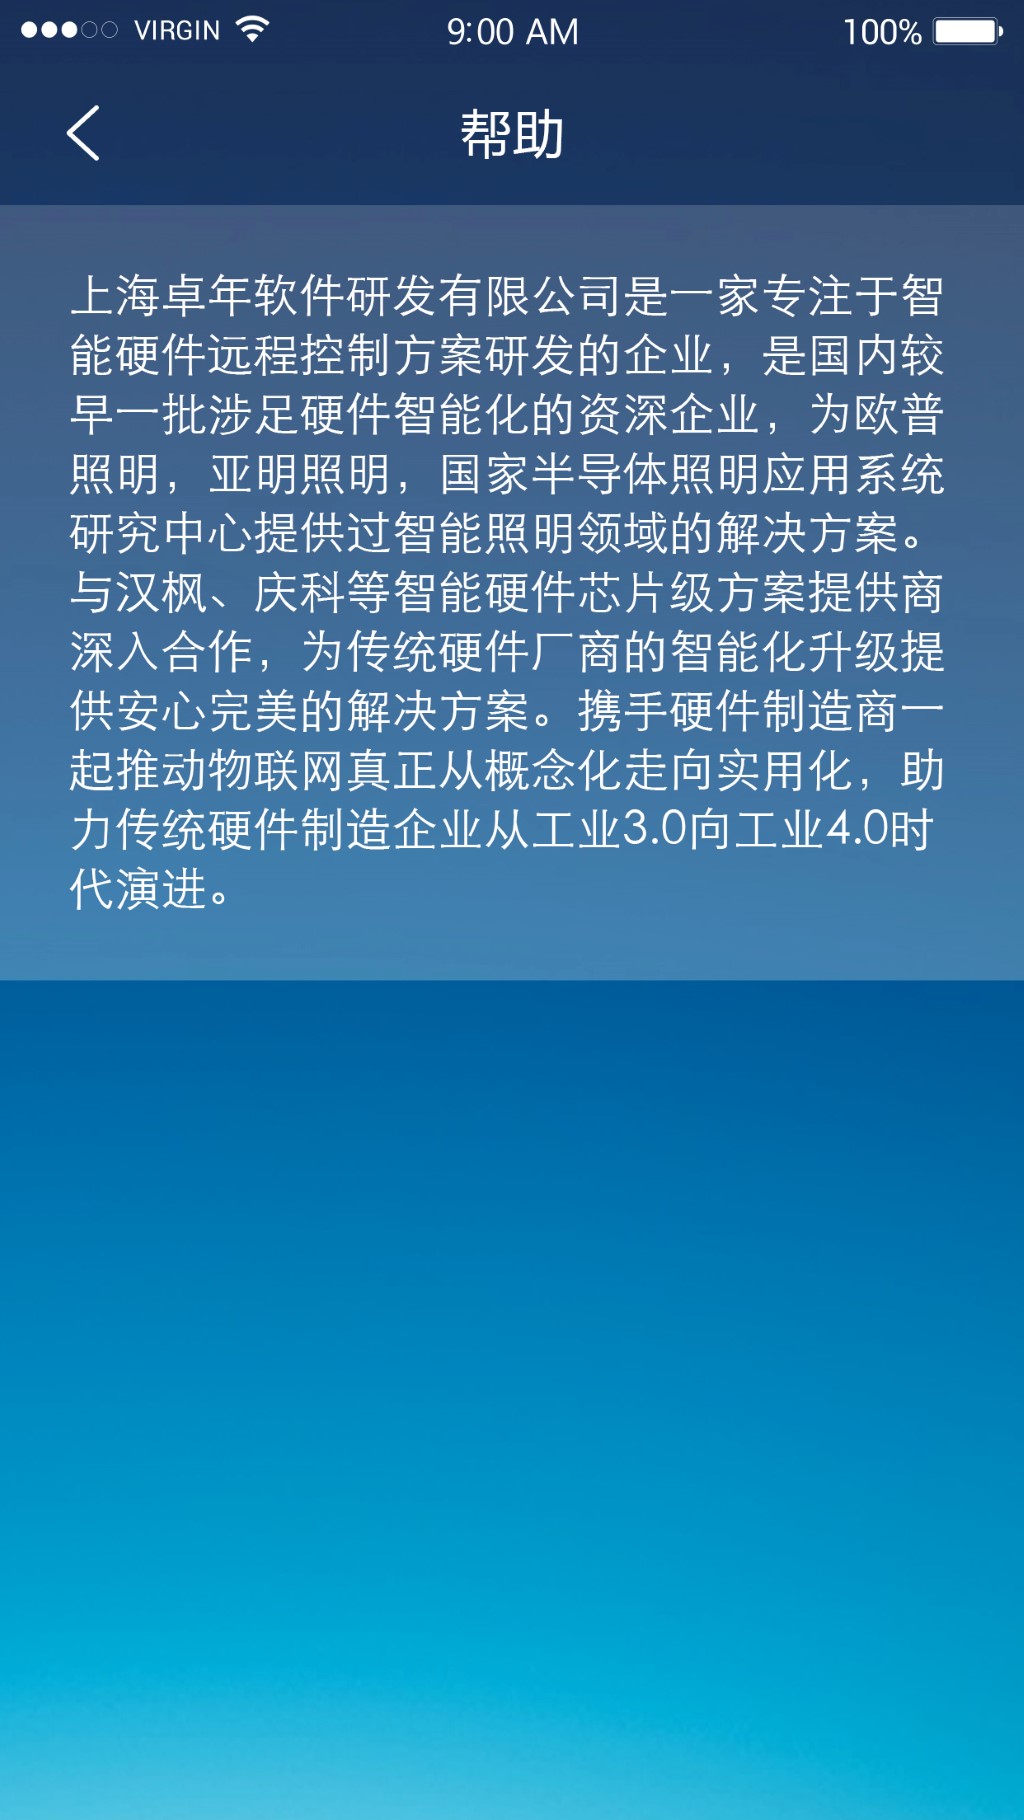 VIRGIN 9:00 AM 100%
帮助
上海卓年软件研发有限公司是一家专注于智
能硬件远程控制方案研发的企业，是国内较
早一批涉足硬件智能化的资深企业，为欧普
照明，亚明照明，国家半导体照明应用系统
研究中心提供过智能照明领域的解决方案。
与汉枫、庆科等智能硬件芯片级方案提供商
深入合作，为传统硬件厂商的智能化升级提
供安心完美的解决方案。携手硬件制造商一
起推动物联网真正从概念化走向实用化，助
力传统硬件制造企业从工业3.0向工业4.0时
代演进。